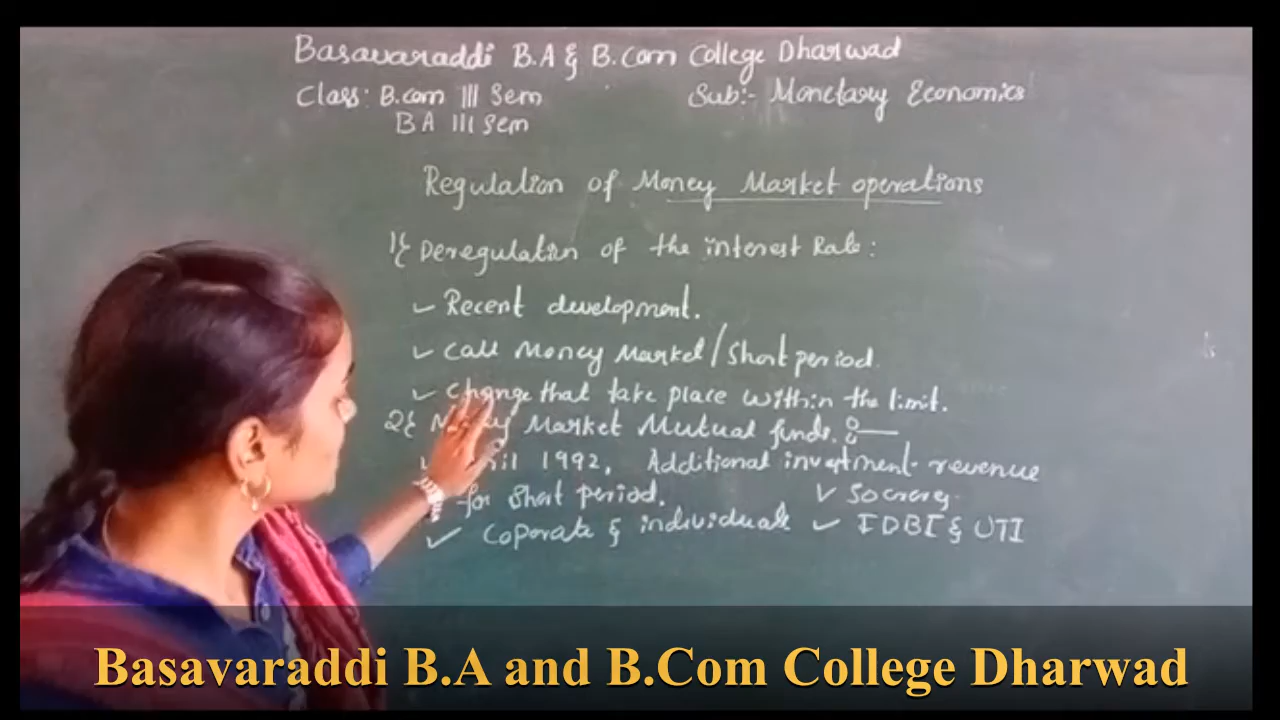 Basavaraddi B.A & B.Com College Dharwad
Class: B.com III Sem
Sub:- Monetary Economics
BA III Sem
Regulation of Money Market operations
1} Deregulation of the interest Rate:
✓ Recent development.
✓ Call Money Market / Short period.
✓ Change that take place within the limit.
2} Market Mutual funds. :—
1992, Additional investment revenue
for short period.
✓
✓ Coporate & individuals ✓ IDBI & UTI
Basavaraddi B.A and B.Com College Dharwad